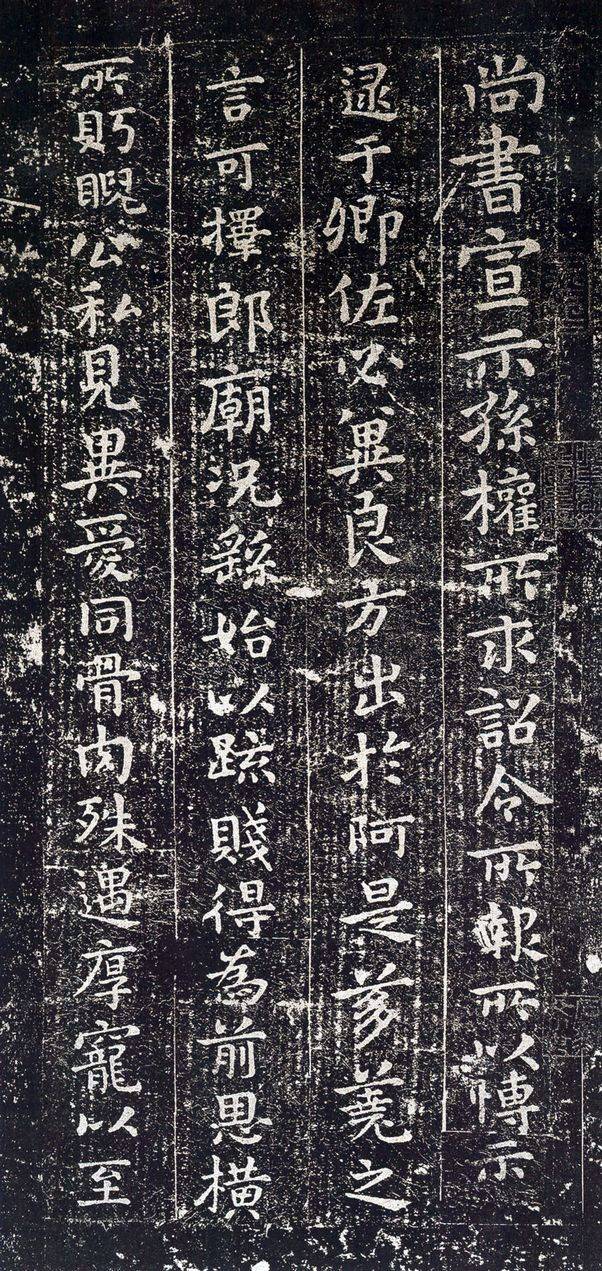 尚書宣示孫權所求詔令所報所以博示
逮于卿佐必異良方出於阿是芻蕘之
言可擇郎廟況繇始以疏賤得為前恩橫
所䀹睨公私見異愛同骨肉殊遇厚寵以至